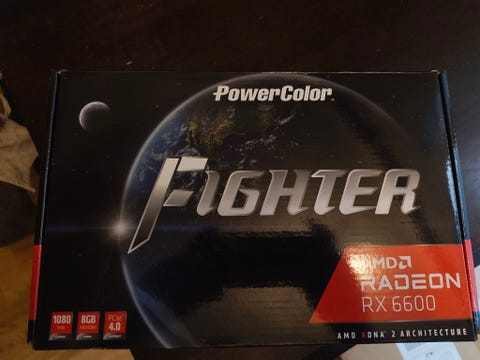 PowerColor
FIGHTER
AMD
RADEON
RX 6600
1080
8GB
PCIe
4.0
AMD RDNA 2 ARCHITECTURE